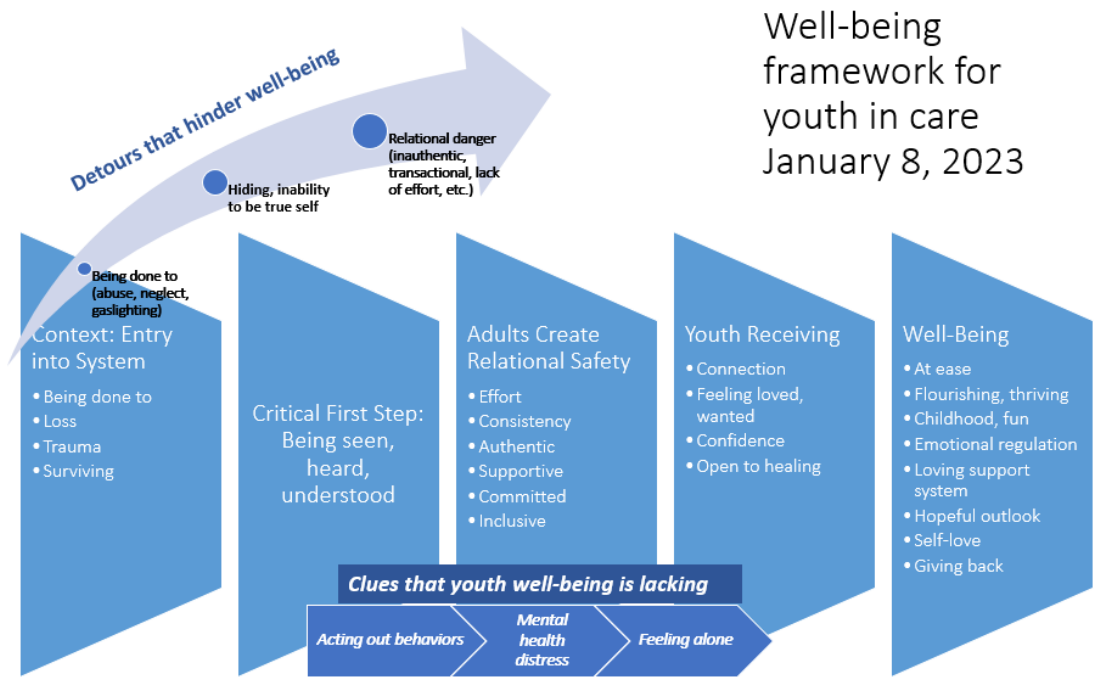 Well-being
framework for
youth in care
January 8, 2023
Detours that hinder well-being
Being done to
(abuse, neglect,
gaslighting)
Hiding, inability
to be true self
Relational danger
(inauthentic,
transactional, lack
of effort, etc.)
Context: Entry
into System
• Being done to
• Loss
• Trauma
• Surviving
Critical First Step:
Being seen,
heard,
understood
Adults Create
Relational Safety
• Effort
• Consistency
• Authentic
• Supportive
• Committed
• Inclusive
Youth Receiving
• Connection
• Feeling loved,
wanted
• Confidence
• Open to healing
Well-Being
• At ease
• Flourishing, thriving
• Childhood, fun
• Emotional regulation
• Loving support
system
• Hopeful outlook
• Self-love
• Giving back
Clues that youth well-being is lacking
Acting out behaviors
Mental
health
distress
Feeling alone